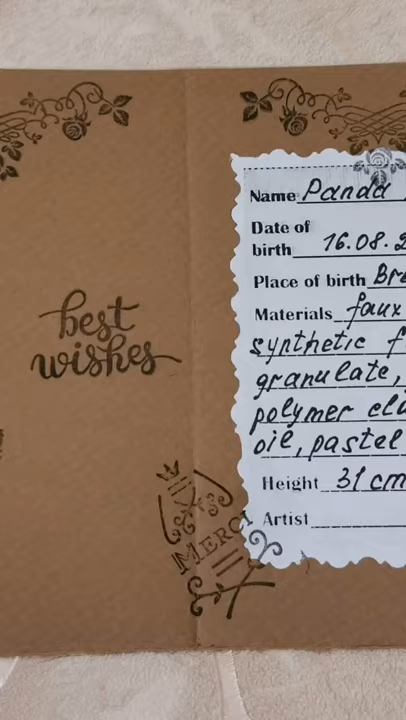 best
wishes
Name Panda
Date of
birth 16.08.
Place of birth
Materials faux
synthetic
granulate,
polymer
oil, pastel
Height 31 cm
Artist
MERCI